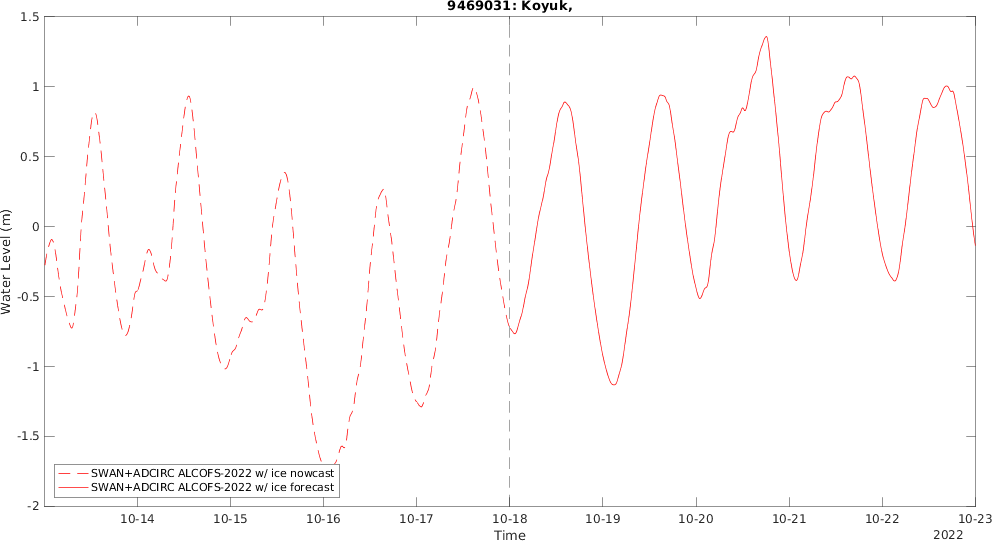 9469031: Koyuk,
1.5
1
0.5
0
-0.5
-1
-1.5
-2
Water Level (m)
SWAN+ADCIRC ALCOFS-2022 w/ ice nowcast
SWAN+ADCIRC ALCOFS-2022 w/ ice forecast
10-14 10-15 10-16 10-17 10-18 10-19 10-20 10-21 10-22 10-23
Time
2022